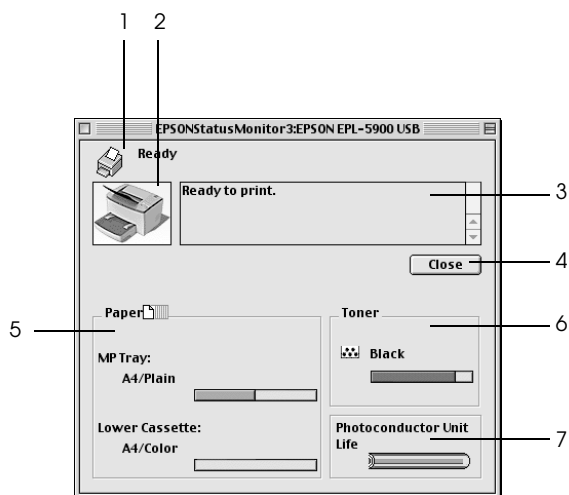 1 2
EPSONStatusMonitor3:EPSON EPL-5900 USB
Ready
Ready to print.
3
Close
4
Paper
Toner
5
6
Black
MP Tray:
A4/Plain
Lower Cassette:
A4/Color
Photoconductor Unit
Life
7